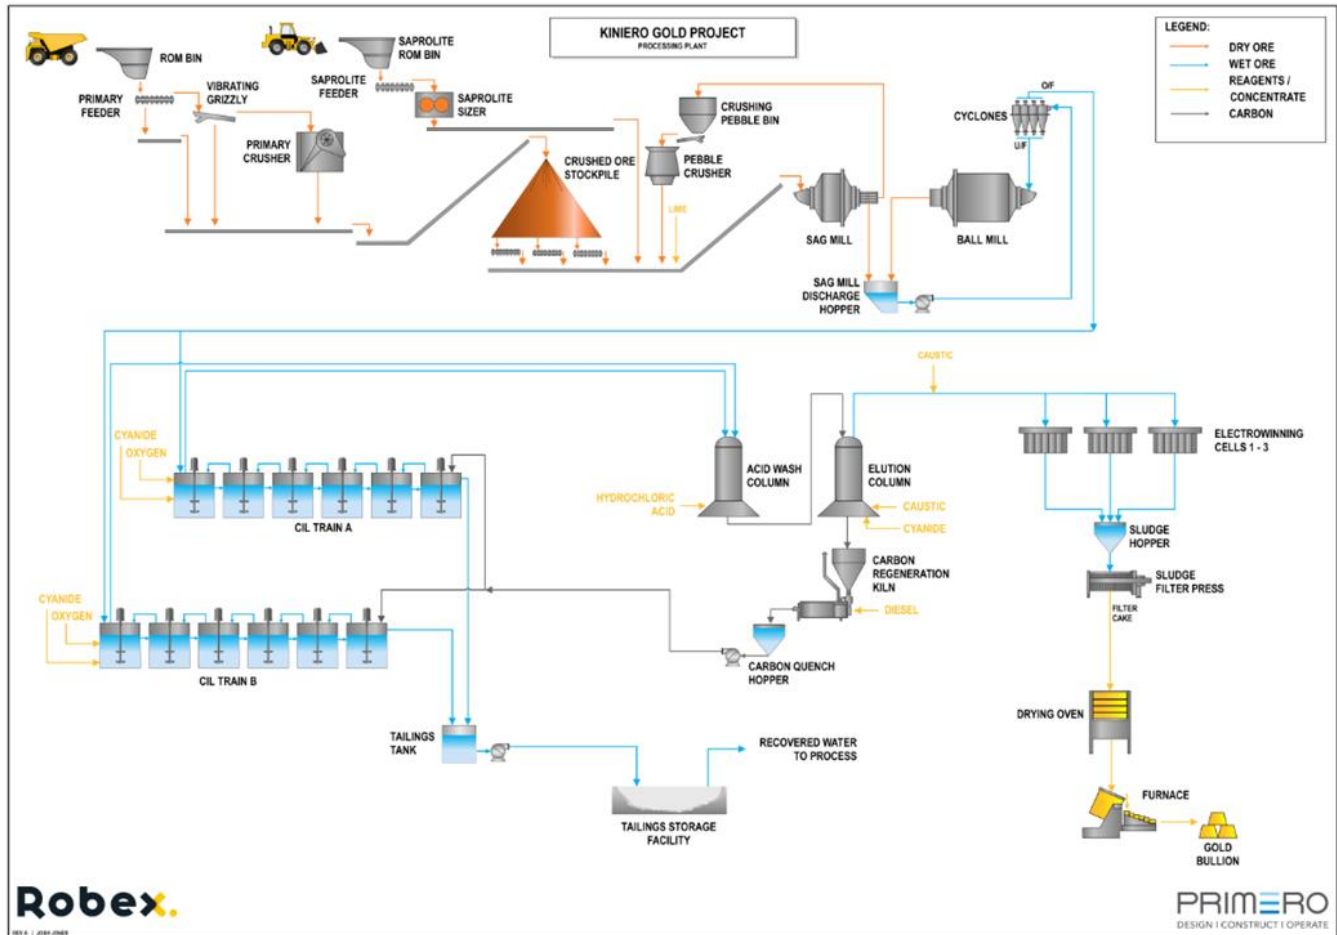 KINIERO GOLD PROJECT
PROCESSING PLANT
LEGEND:
DRY ORE
WET ORE
REAGENTS /
CONCENTRATE
CARBON
ROM BIN
PRIMARY
FEEDER
VIBRATING
GRIZZLY
PRIMARY
CRUSHER
SAPROLITE
ROM BIN
SAPROLITE
FEEDER
SAPROLITE
SIZER
CRUSHED ORE
STOCKPILE
CRUSHING
PEBBLE BIN
PEBBLE
CRUSHER
LIME
SAG MILL
BALL MILL
CYCLONES
O/F
U/F
SAG MILL
DISCHARGE
HOPPER
CYANIDE
OXYGEN
CIL TRAIN A
CYANIDE
OXYGEN
CIL TRAIN B
ACID WASH
COLUMN
HYDROCHLORIC
ACID
ELUTION
COLUMN
CAUSTIC
CYANIDE
CAUSTIC
CARBON
REGENERATION
KILN
DIESEL
CARBON QUENCH
HOPPER
ELECTROWINNING
CELLS 1 - 3
SLUDGE
HOPPER
SLUDGE
FILTER PRESS
FILTER
CAKE
DRYING OVEN
FURNACE
GOLD
BULLION
TAILINGS
TANK
RECOVERED WATER
TO PROCESS
TAILINGS STORAGE
FACILITY
Robex.
PRIMERO
DESIGN | CONSTRUCT | OPERATE